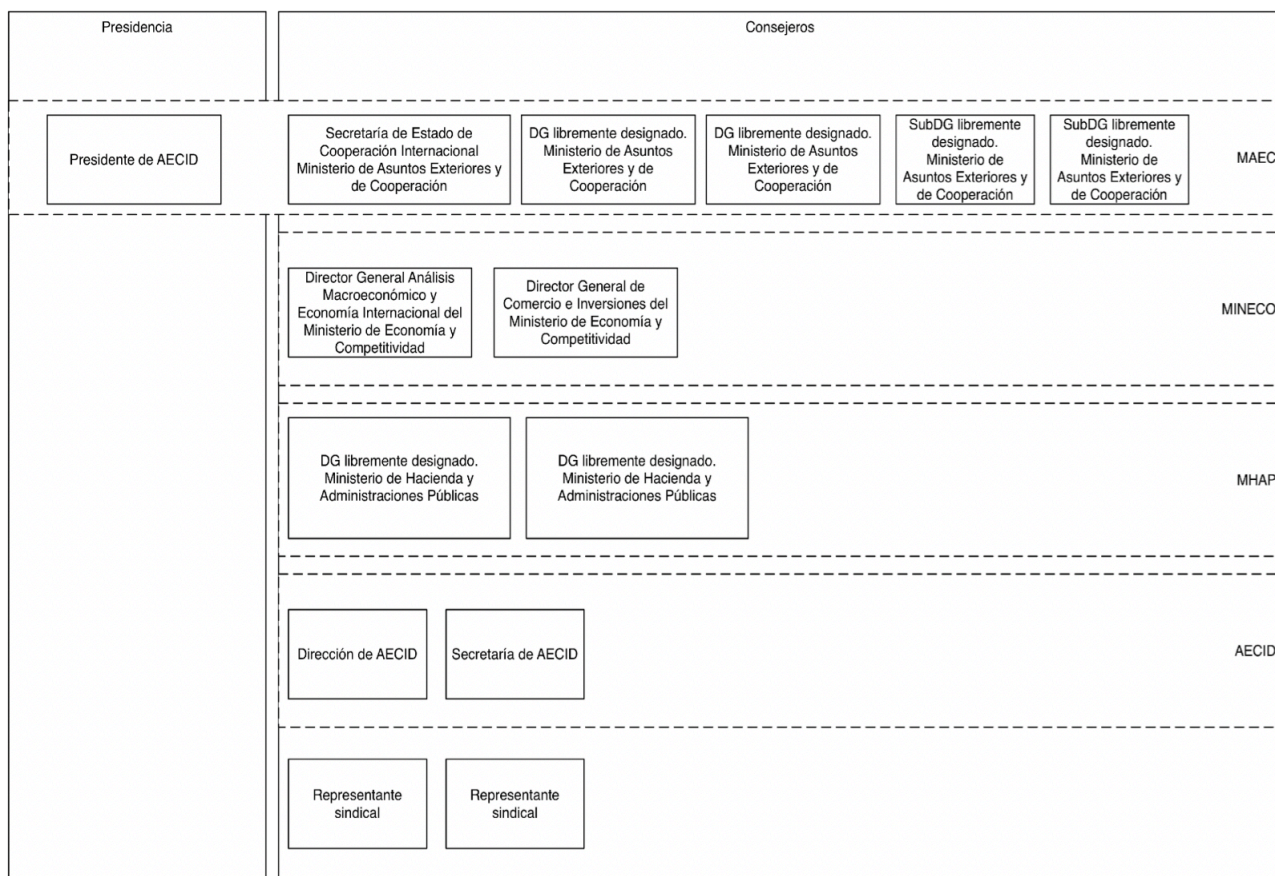 Presidencia
Consejeros
Presidente de AECID
Secretaría de Estado de
Cooperación Internacional
Ministerio de Asuntos Exteriores y
de Cooperación
DG libremente designado.
Ministerio de Asuntos
Exteriores y de
Cooperación
DG libremente designado.
Ministerio de Asuntos
Exteriores y de
Cooperación
SubDG libremente
designado.
Ministerio de
Asuntos Exteriores y
de Cooperación
SubDG libremente
designado.
Ministerio de
Asuntos Exteriores y
de Cooperación
MAEC
Director General Análisis
Macroeconómico y
Economía Internacional del
Ministerio de Economía y
Competitividad
Director General de
Comercio e Inversiones del
Ministerio de Economía y
Competitividad
MINECO
DG libremente designado.
Ministerio de Hacienda y
Administraciones Públicas
DG libremente designado.
Ministerio de Hacienda y
Administraciones Públicas
MHAP
Dirección de AECID
Secretaría de AECID
AECID
Representante
sindical
Representante
sindical